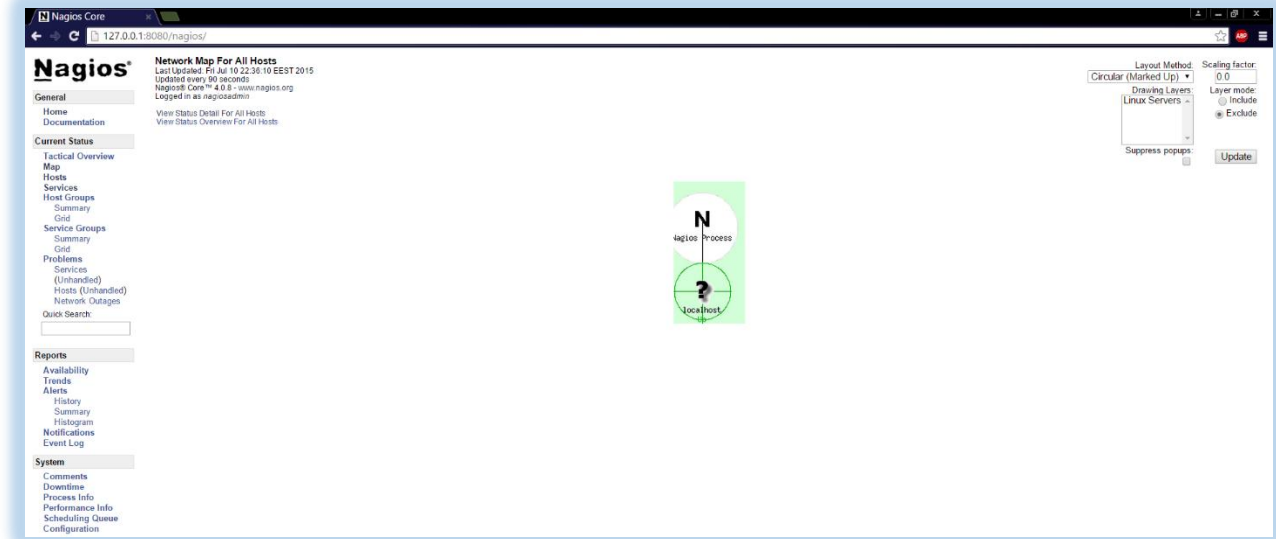 Nagios Core
127.0.0.1:8080/nagios/
ABP
Nagios®
General
Home
Documentation
Current Status
Tactical Overview
Map
Hosts
Services
Host Groups
Summary
Grid
Service Groups
Summary
Grid
Problems
Services
(Unhandled)
Hosts (Unhandled)
Network Outages
Quick Search:
Reports
Availability
Trends
Alerts
History
Summary
Histogram
Notifications
Event Log
System
Comments
Downtime
Process Info
Performance Info
Scheduling Queue
Configuration
Network Map For All Hosts
Last Updated: Fri Jul 10 22:36:10 EEST 2015
Updated every 90 seconds
Nagios® Core™ 4.0.8 - www.nagios.org
Logged in as nagiosadmin
View Status Detail For All Hosts
View Status Overview For All Hosts
Layout Method:
Circular (Marked Up)
Scaling factor:
0.0
Drawing Layers:
Linux Servers
Layer mode:
Include
Exclude
Suppress popups:
Update
N
Nagios Process
?
localhost
Up